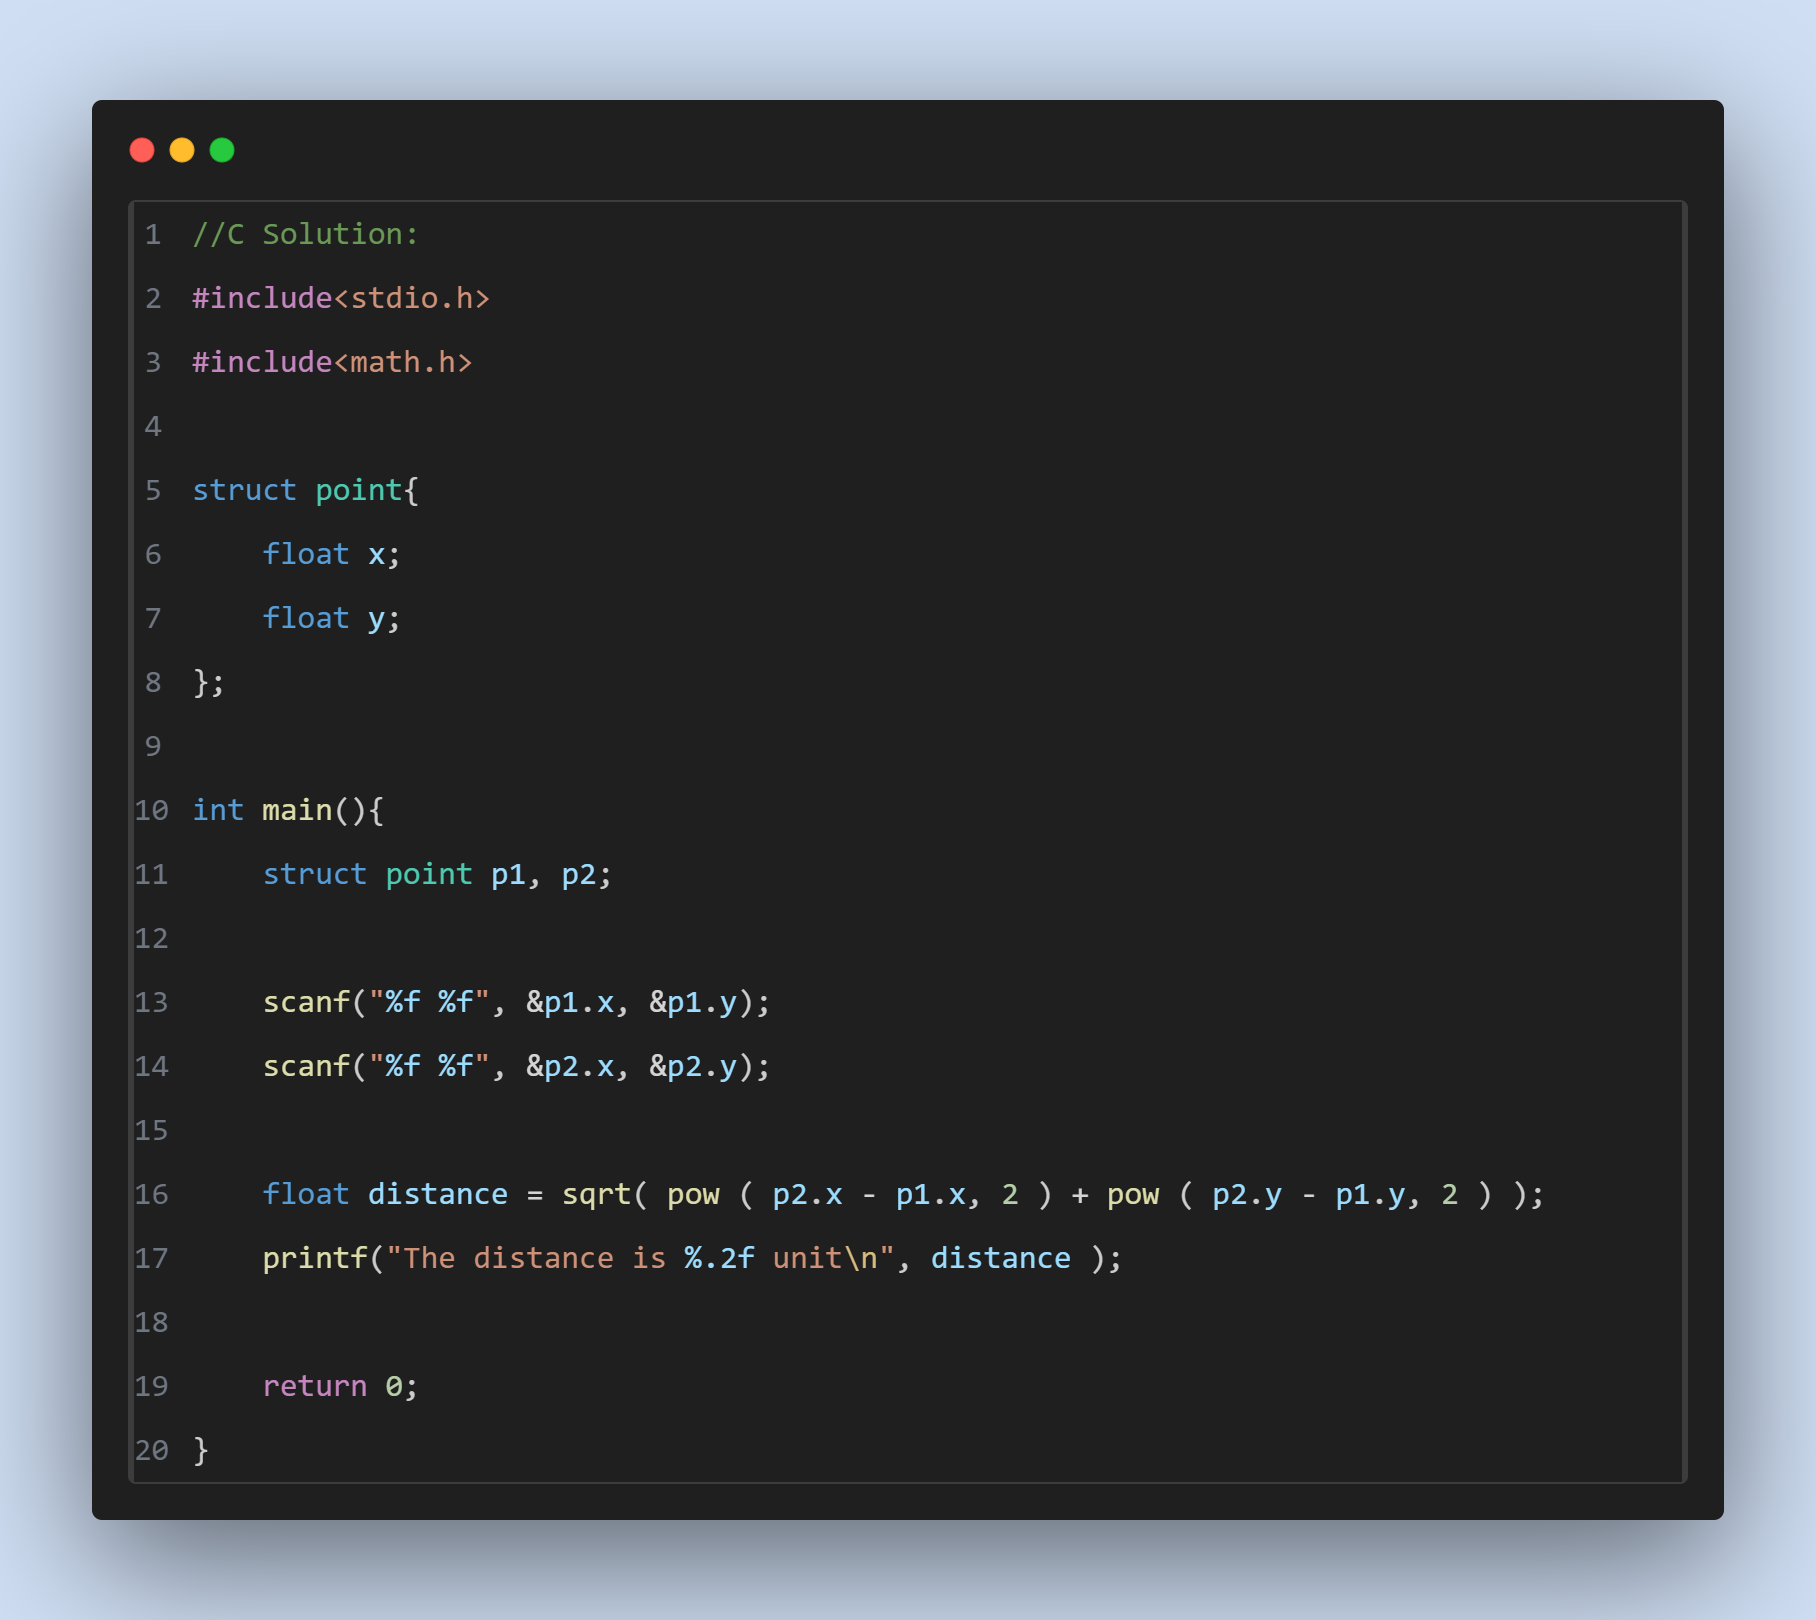 1 //C Solution:
2 #include<stdio.h>
3 #include<math.h>
4
5 struct point{
6     float x;
7     float y;
8 };
9
10 int main(){
11     struct point p1, p2;
12
13     scanf("%f %f", &p1.x, &p1.y);
14     scanf("%f %f", &p2.x, &p2.y);
15
16     float distance = sqrt( pow ( p2.x - p1.x, 2 ) + pow ( p2.y - p1.y, 2 ) );
17     printf("The distance is %.2f unit\n", distance );
18
19     return 0;
20 }